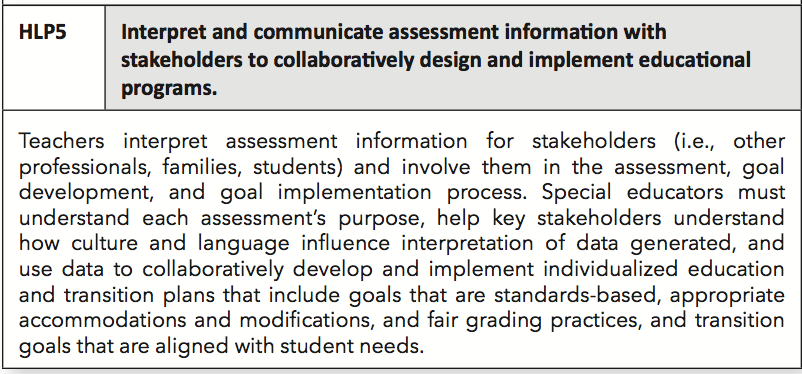 HLP5
Interpret and communicate assessment information with
stakeholders to collaboratively design and implement educational
programs.
Teachers interpret assessment information for stakeholders (i.e., other
professionals, families, students) and involve them in the assessment, goal
development, and goal implementation process. Special educators must
understand each assessment’s purpose, help key stakeholders understand
how culture and language influence interpretation of data generated, and
use data to collaboratively develop and implement individualized education
and transition plans that include goals that are standards-based, appropriate
accommodations and modifications, and fair grading practices, and transition
goals that are aligned with student needs.